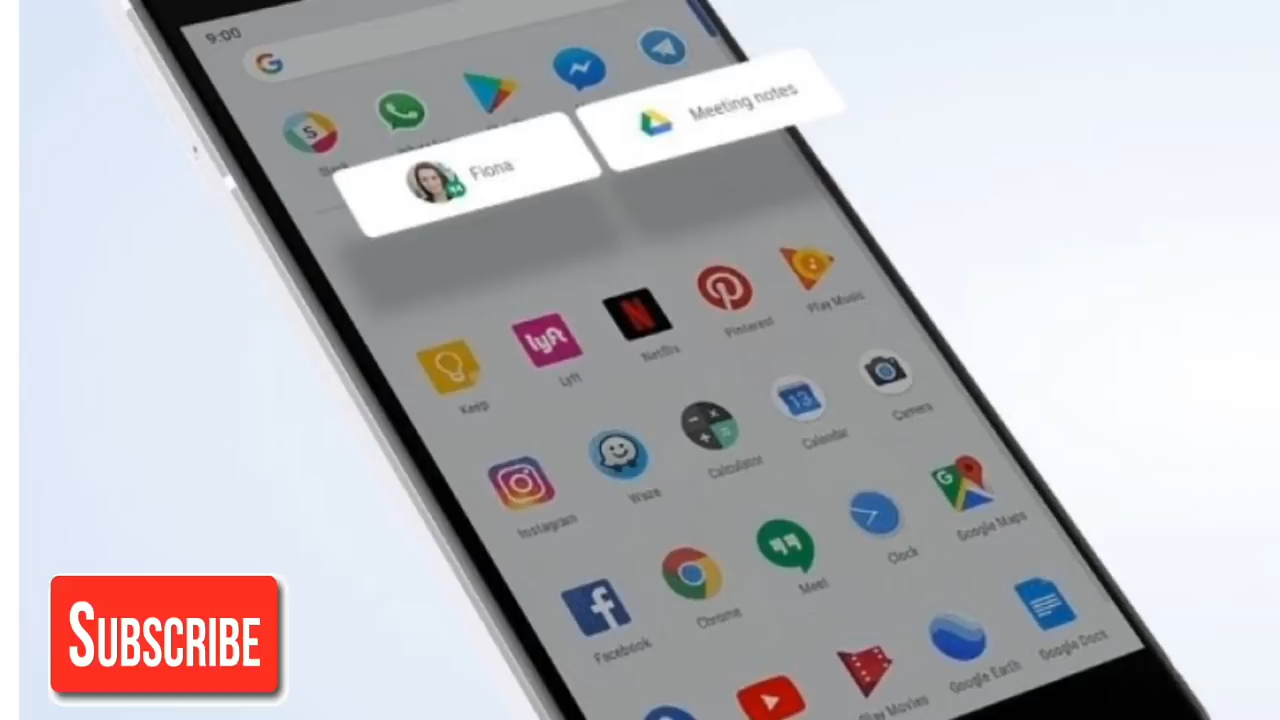 9:00
Meeting notes
Fiona
Play Music
Pinterest
Netflix
Lyft
Keep
Camera
Calendar
Calculator
Waze
Instagram
Google Maps
Clock
Meet
Chrome
Facebook
Google Docs
Google Earth
Play Movies
SUBSCRIBE